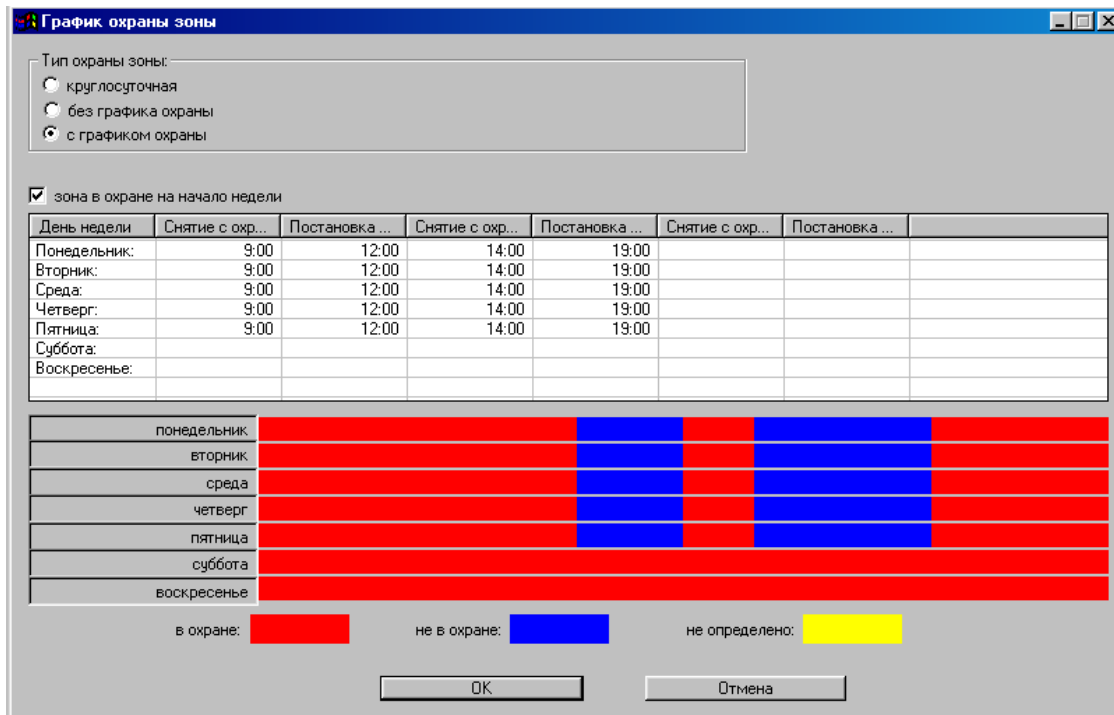 График охраны зоны
Тип охраны зоны:
круглосуточная
без графика охраны
с графиком охраны
зона в охране на начало недели
День недели Снятие с охр... Постановка ... Снятие с охр... Постановка ... Снятие с охр... Постановка ...
Понедельник: 9:00 12:00 14:00 19:00
Вторник: 9:00 12:00 14:00 19:00
Среда: 9:00 12:00 14:00 19:00
Четверг: 9:00 12:00 14:00 19:00
Пятница: 9:00 12:00 14:00 19:00
Суббота:
Воскресенье:
понедельник
вторник
среда
четверг
пятница
суббота
воскресенье
в охране: не в охране: не определено:
OK Отмена